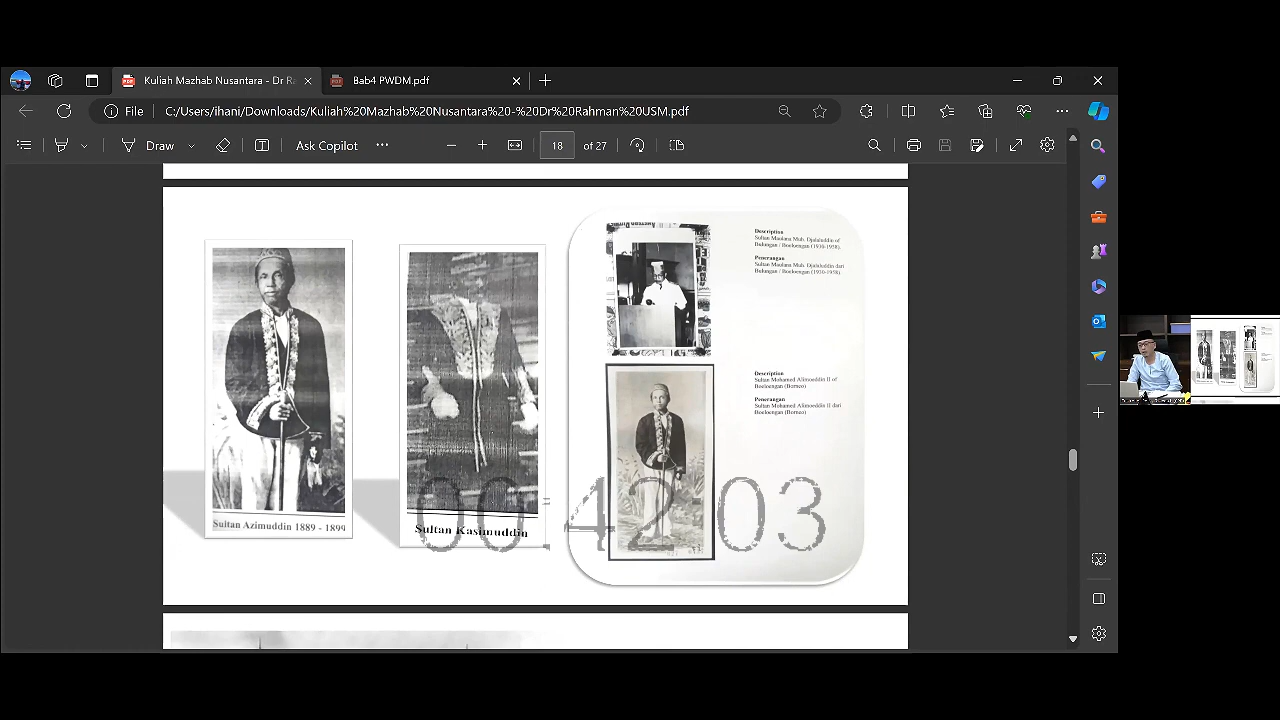 Kuliah Mazhab Nusantara - Dr Ra
Bab4 PWDM.pdf
File
C:/Users/ihani/Downloads/Kuliah%20Mazhab%20Nusantara%20-%20Dr%20Rahman%20USM.pdf
Draw
Ask Copilot
18
of 27
Sultan Azimuddin 1889 - 1899
Sultan Kasimuddin
Description
Sultan Maulana Muh. Djalaluddin of
Bulungan / Boeloengan (1930-1958).
Penerangan
Sultan Maulana Muh. Djalaluddin dari
Bulungan / Boeloengan (1930-1958)
Description
Sultan Mohamed Alimoeddin II of
Boeloengan (Borneo)
Penerangan
Sultan Mohamed Alimoeddin II dari
Boeloengan (Borneo)
00:42:03